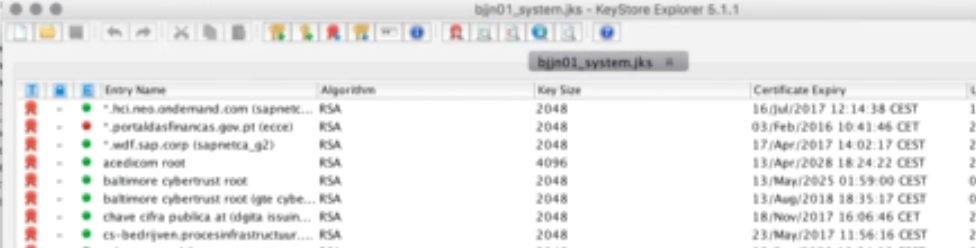 bjjn01_system.jks - KeyStore Explorer 5.1.1
bjjn01_system.jks
T E Entry Name Algorithm Key Size Certificate Expiry L
- *.hci.neo.ondemand.com (sapnetc... RSA 2048 16/Jul/2017 12:14:38 CEST
- *.portaldasfinancas.gov.pt (ecce) RSA 2048 03/Feb/2016 10:41:46 CET 2
- *.wdf.sap.corp (sapnetca_g2) RSA 2048 17/Apr/2017 14:02:17 CEST 2
- acedicom root RSA 4096 13/Apr/2028 18:24:22 CEST
- baltimore cybertrust root RSA 2048 13/May/2025 01:59:00 CEST
- baltimore cybertrust root (gte cybe... RSA 2048 13/Aug/2018 18:35:17 CEST
- chave cifra publica at (dgita issuin... RSA 2048 18/Nov/2017 16:06:46 CET 2
- cs-bedrijven.procesinfrastructuur.... RSA 2048 23/May/2017 11:56:16 CEST 2